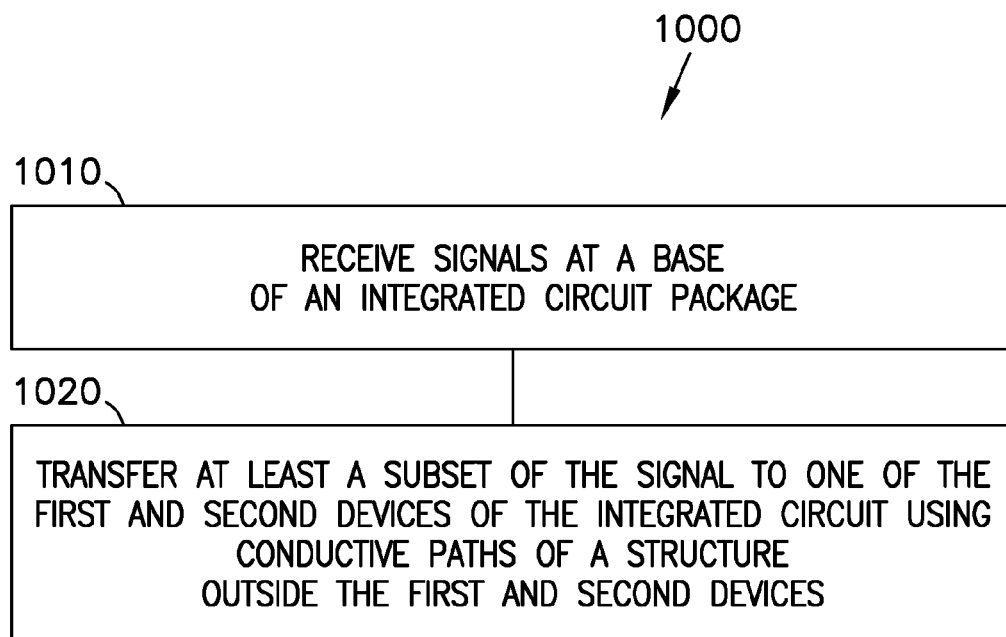 1000
1010
RECEIVE SIGNALS AT A BASE
OF AN INTEGRATED CIRCUIT PACKAGE
1020
TRANSFER AT LEAST A SUBSET OF THE SIGNAL TO ONE OF THE
FIRST AND SECOND DEVICES OF THE INTEGRATED CIRCUIT USING
CONDUCTIVE PATHS OF A STRUCTURE
OUTSIDE THE FIRST AND SECOND DEVICES